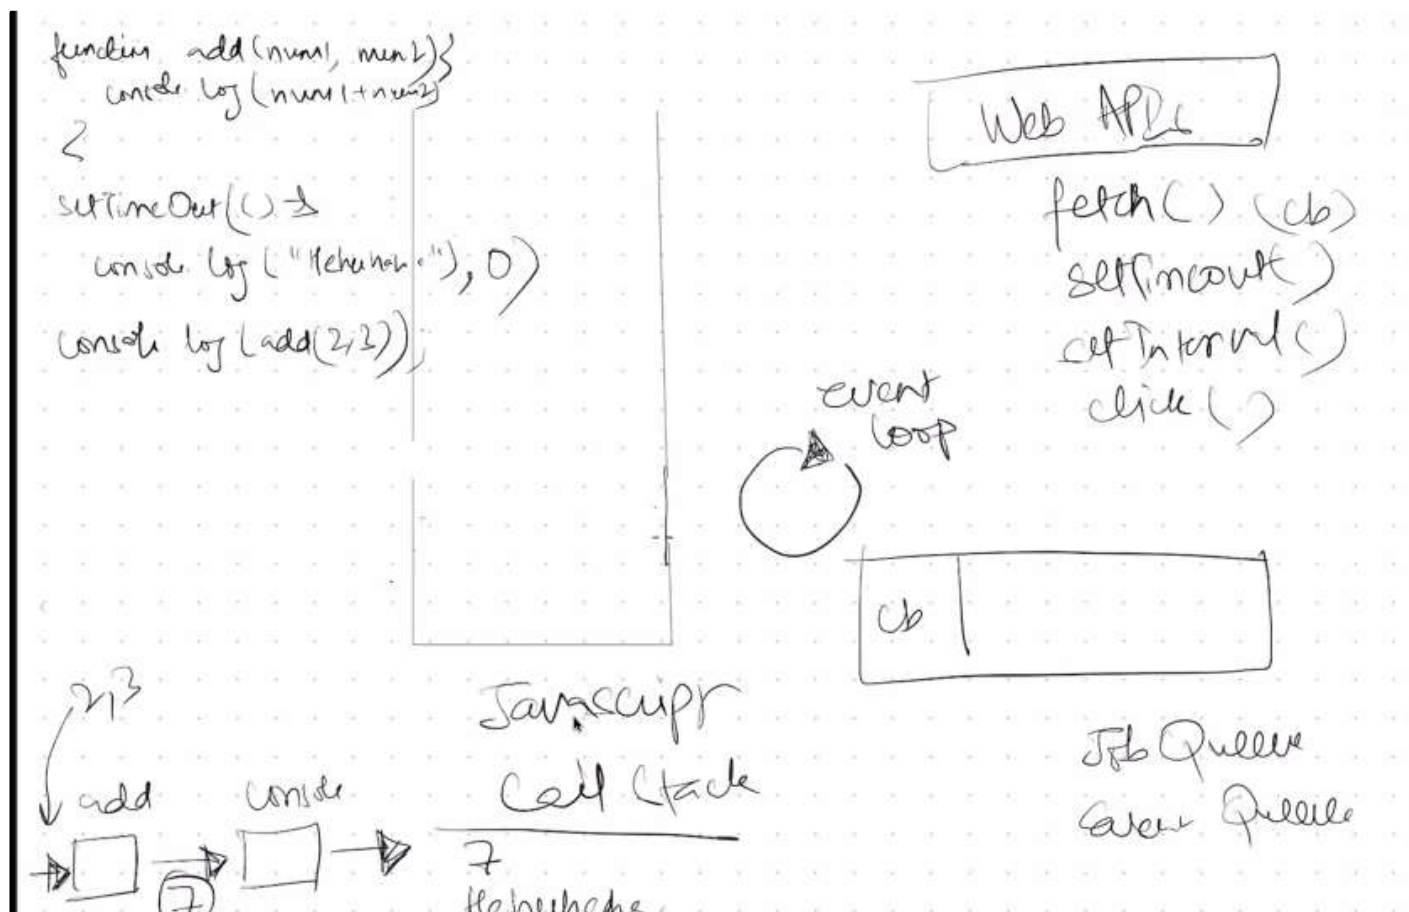 function add(num1, num2)}
console.log(num1+num2)
{
setTimeOut(() =>
console.log("Hehehaha"), 0)
console log (add(2,3));
Web APIs
fetch() (cb)
setTimeout()
setInterval()
click()
event
loop
cb
Job Queue
Queue
Javascript
Call Stack
7
2,3
add
console
7